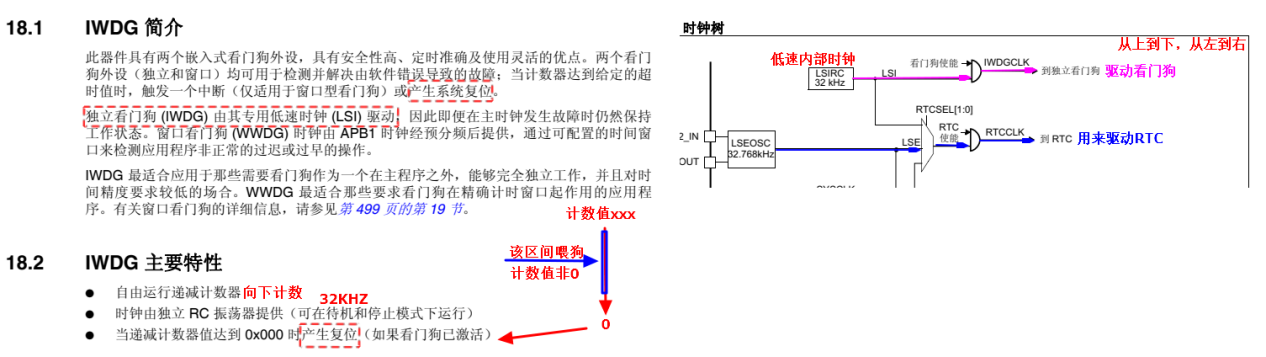 18.1 IWDG 简介
此器件具有两个嵌入式看门狗外设，具有安全性高、定时准确及使用灵活的优点。两个看门
狗外设（独立和窗口）均可用于检测并解决由软件错误导致的故障；当计数器达到给定的超
时值时，触发一个中断（仅适用于窗口型看门狗）或产生系统复位。
独立看门狗 (IWDG) 由其专用低速时钟 (LSI) 驱动，因此即便在主时钟发生故障时仍然保持
工作状态。窗口看门狗 (WWDG) 时钟由 APB1 时钟经预分频后提供，通过可配置的时间窗
口来检测应用程序非正常的过迟或过早的操作。
IWDG 最适合应用于那些需要看门狗作为一个在主程序之外，能够完全独立工作，并且对时
间精度要求较低的场合。WWDG 最适合那些要求看门狗在精确计时窗口起作用的应用程
序。有关窗口看门狗的详细信息，请参见第 499 页的第 19 节。
计数值xxx
该区间喂狗
计数值非0
0
18.2 IWDG 主要特性
● 自由运行递减计数器 向下计数
32KHZ
● 时钟由独立 RC 振荡器提供（可在待机和停止模式下运行）
● 当递减计数器值达到 0x000 时产生复位（如果看门狗已激活）
时钟树
从上到下，从左到右
低速内部时钟
LSIRC
32 kHz
LSI
看门狗使能
IWDGCLK
到独立看门狗 驱动看门狗
RTCSEL[1:0]
RTC
使能
RTCCLK
到 RTC 用来驱动RTC
2_IN
OUT
LSEOSC
32.768kHz
LSE